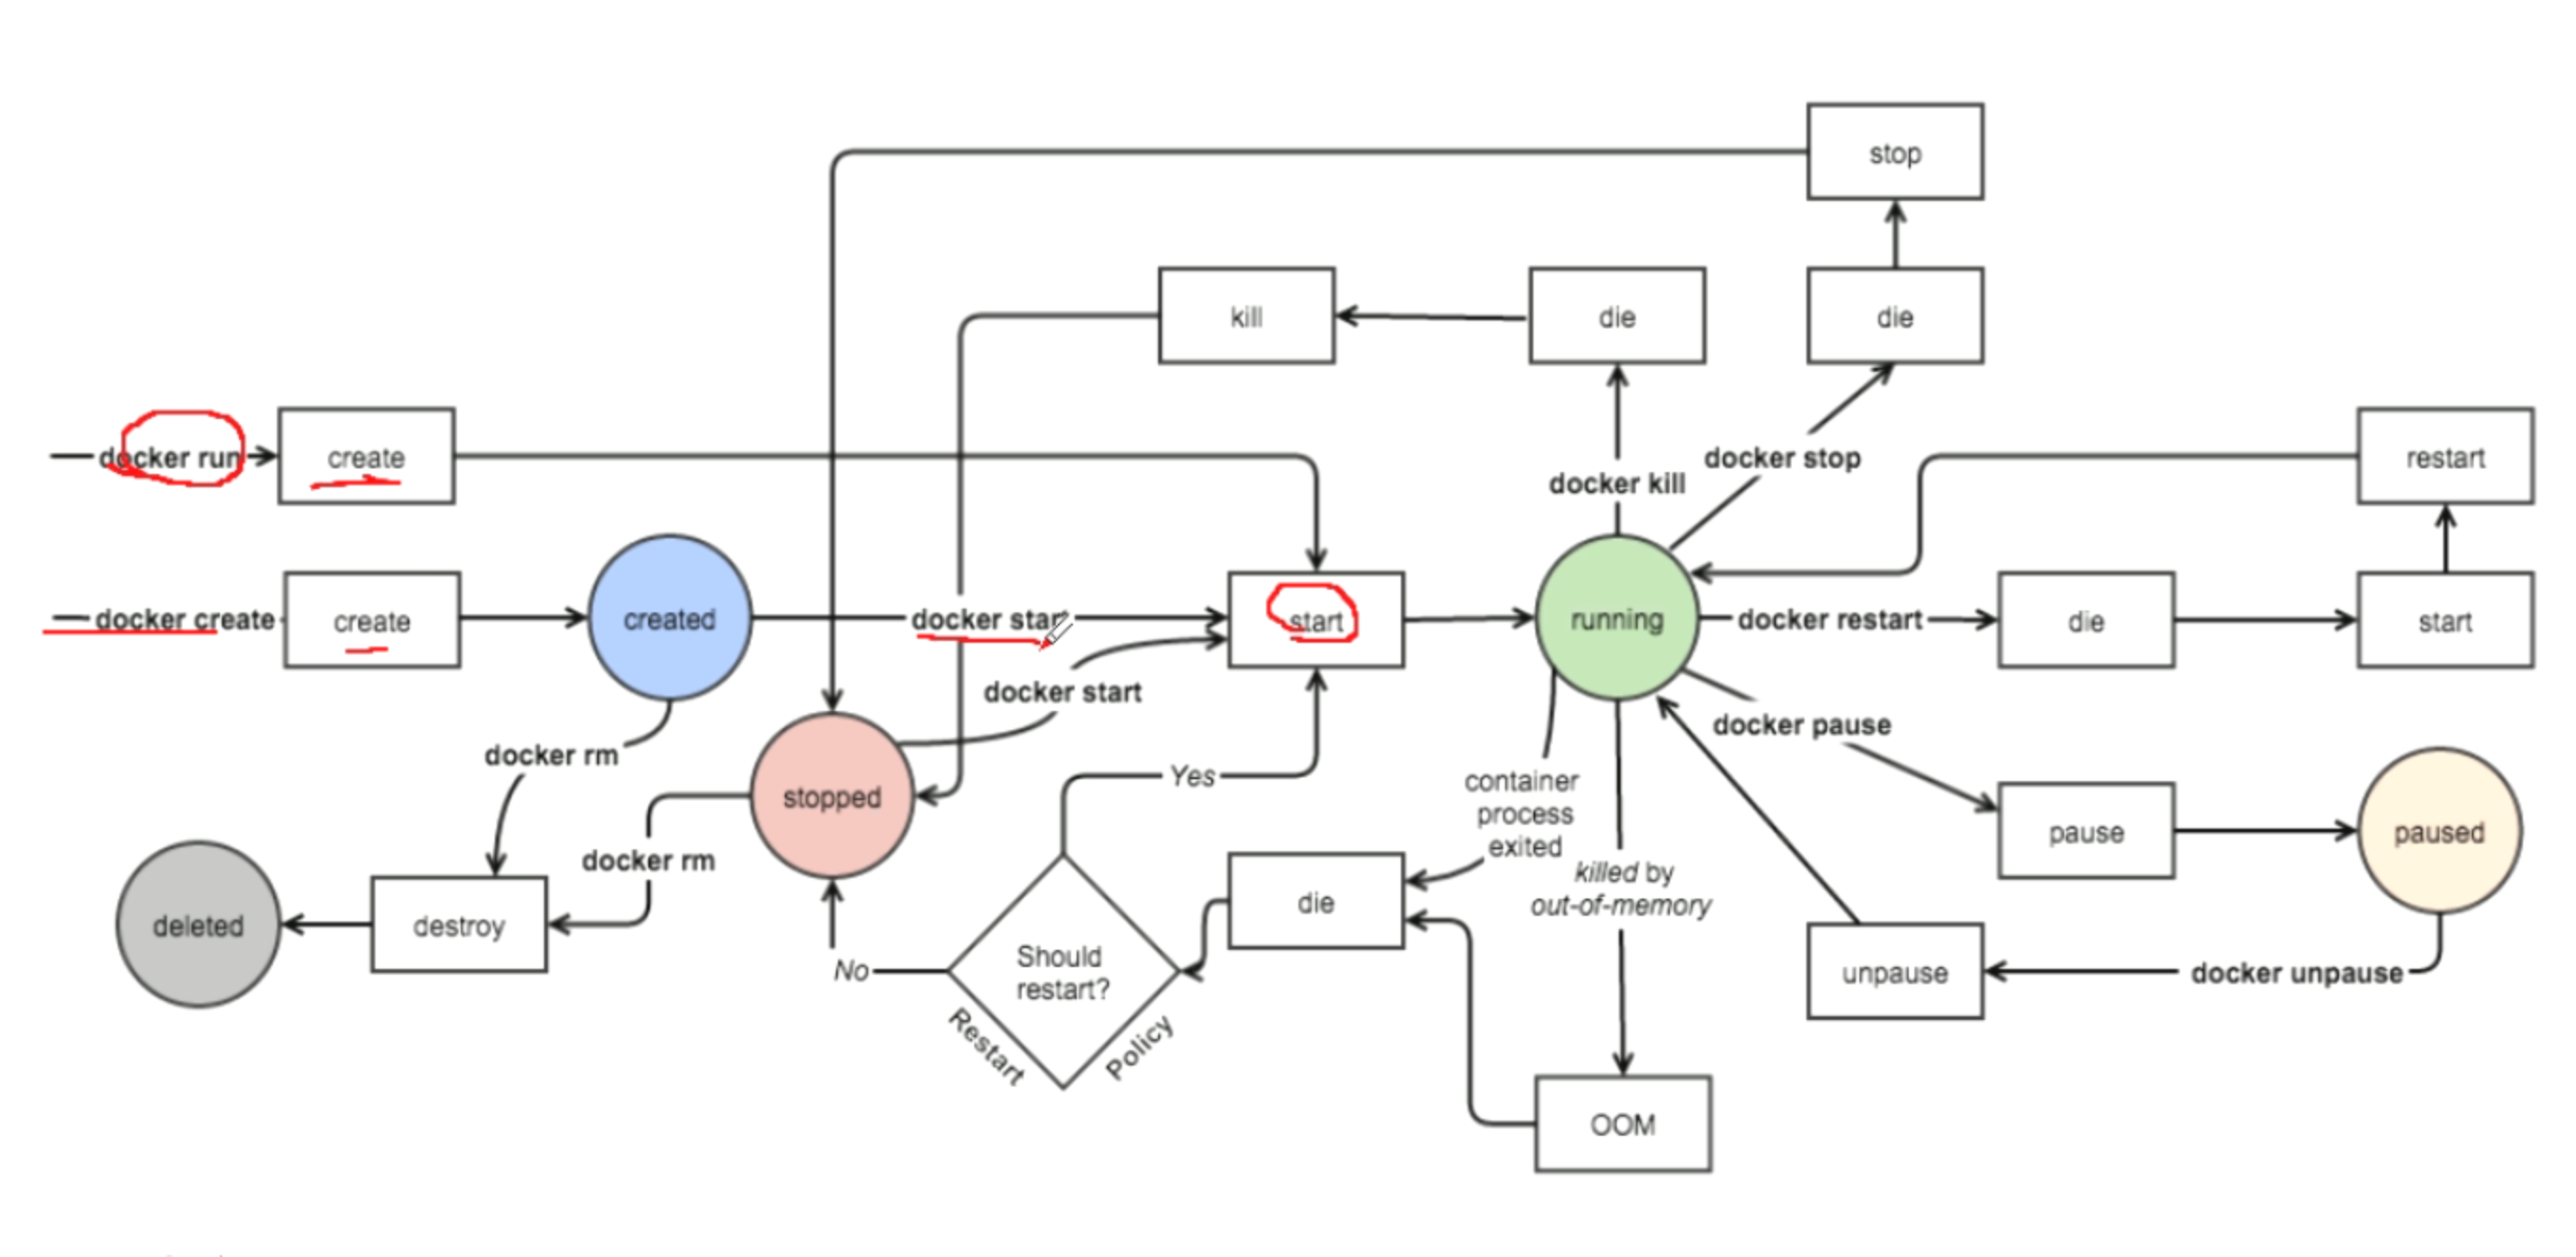 stop
kill
die
die
docker run
create
docker kill
docker stop
restart
docker create
create
created
docker start
start
running
docker restart
die
start
docker start
docker rm
docker pause
stopped
Yes
container
process
exited
pause
paused
docker rm
killed by
out-of-memory
deleted
destroy
die
Should
restart?
No
Restart
Policy
unpause
docker unpause
OOM